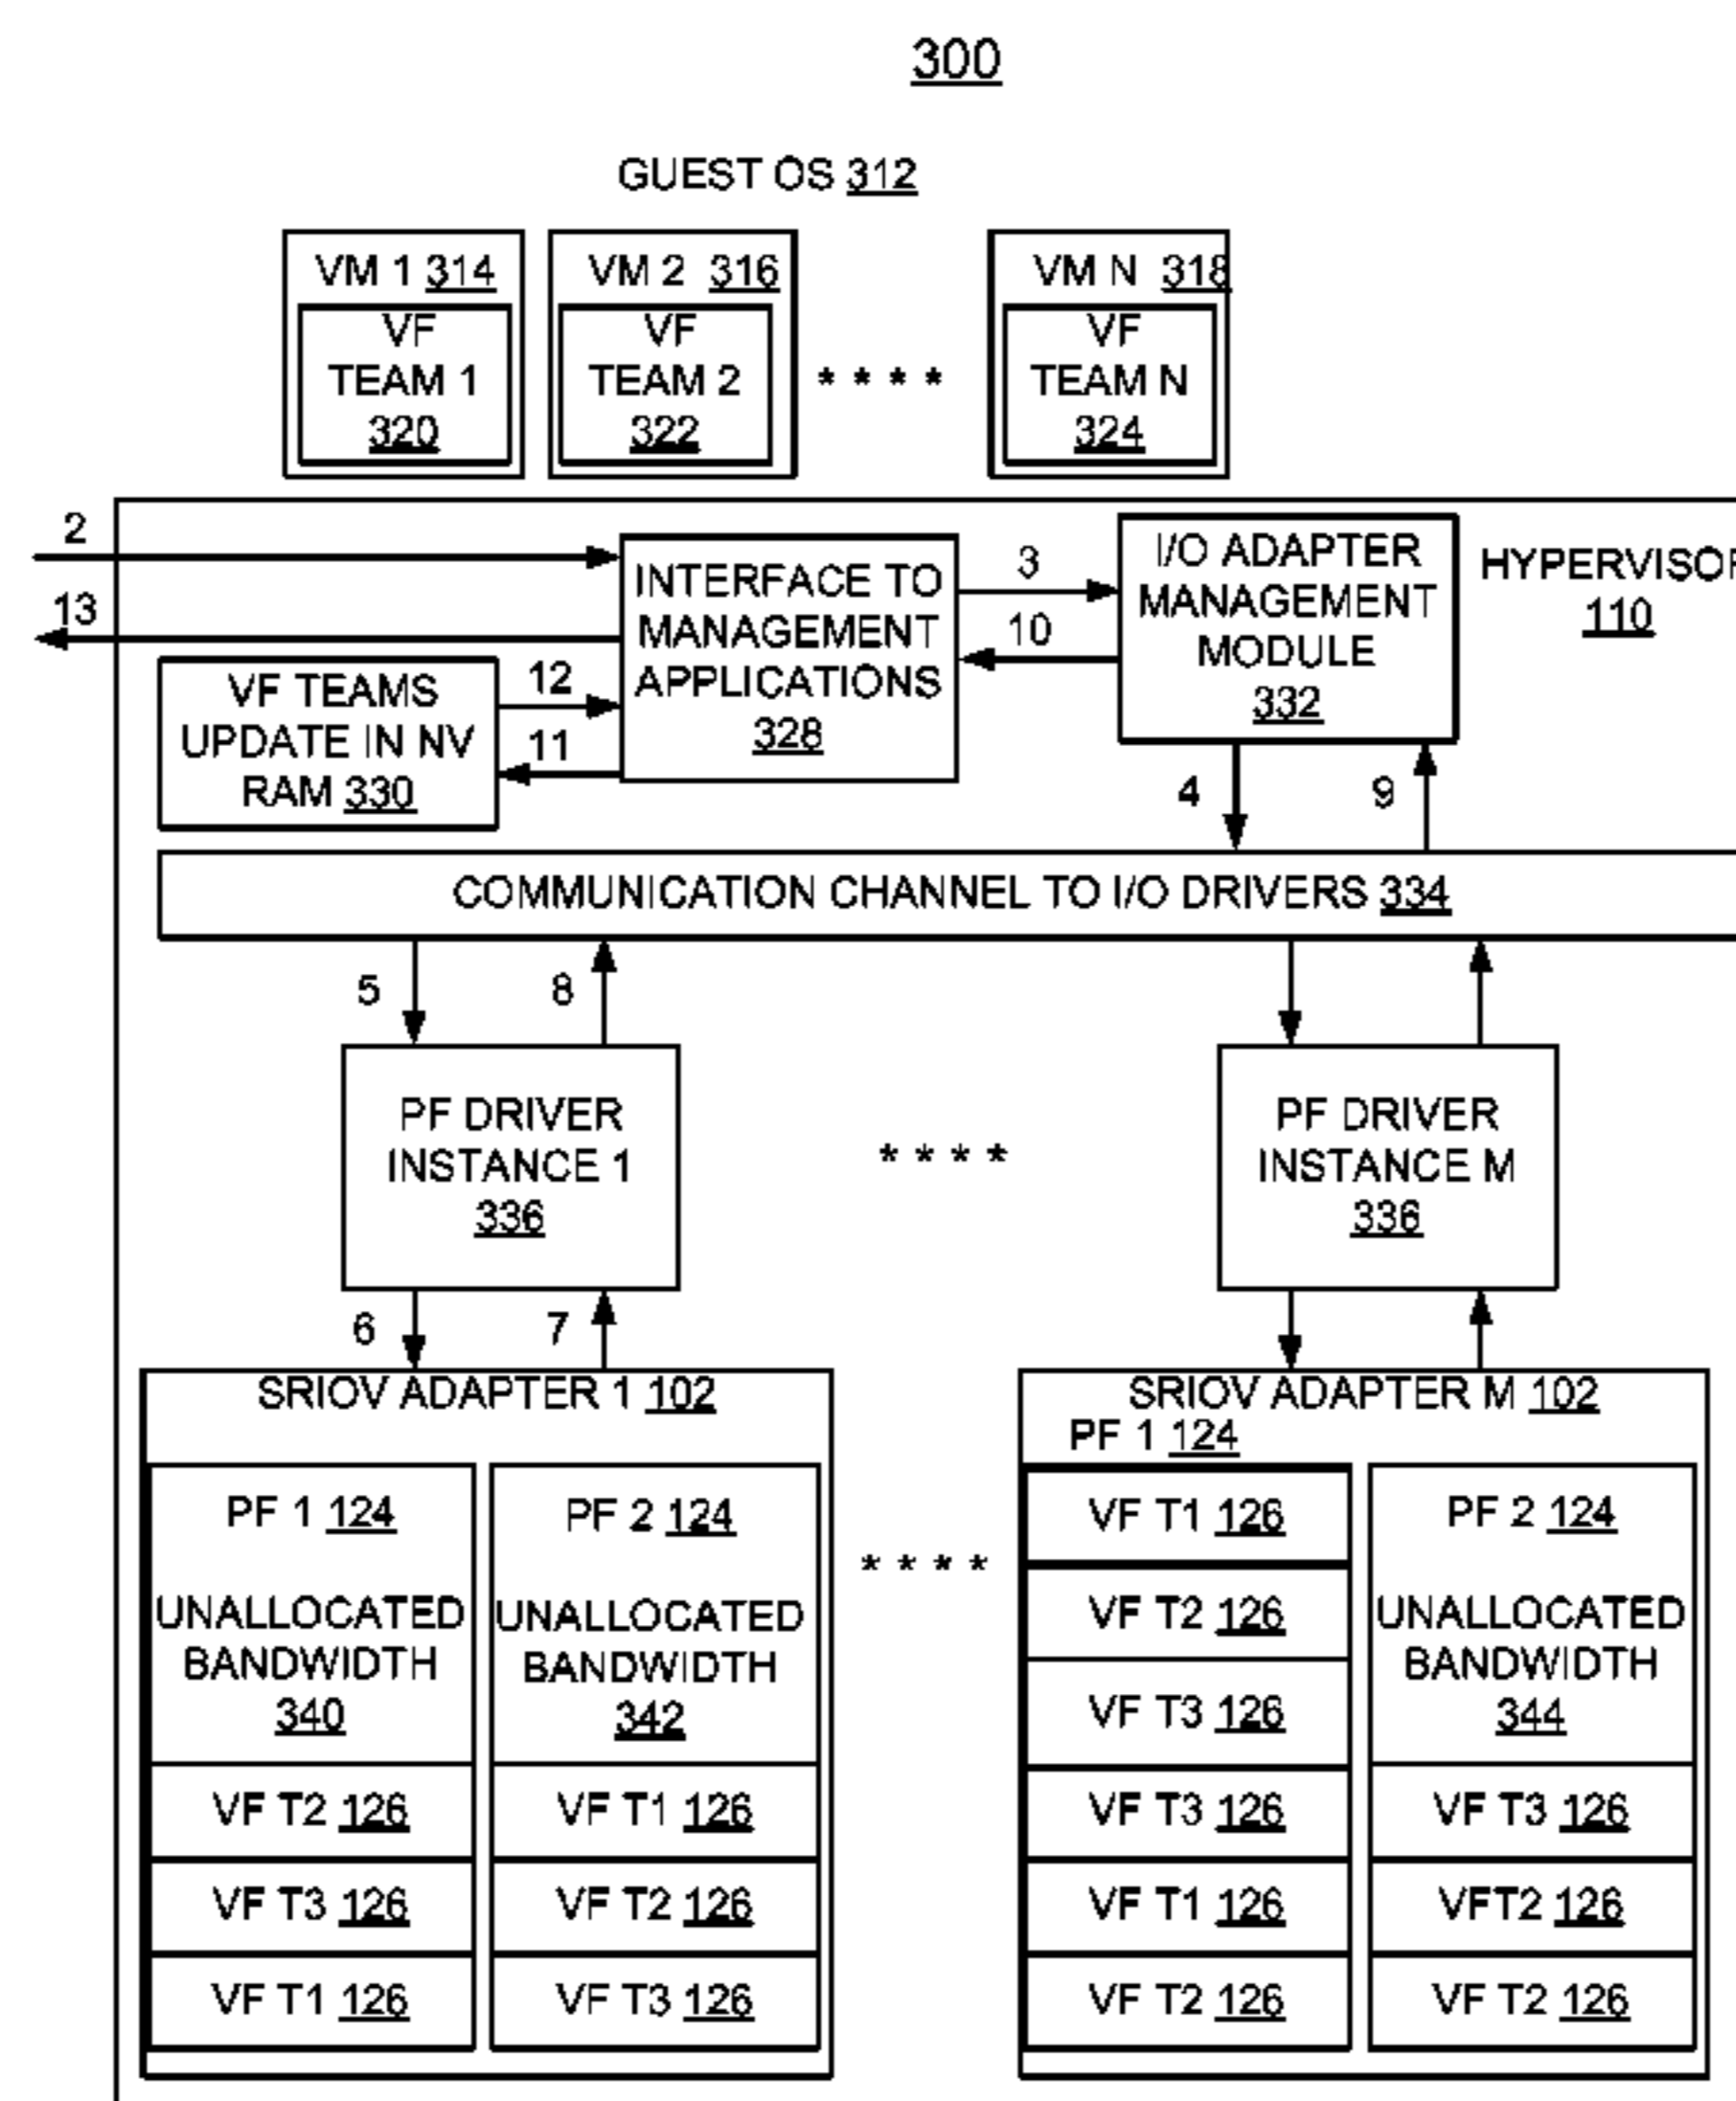 300
GUEST OS 312
VM 1 314
VF
TEAM 1
320
VM 2 316
VF
TEAM 2
322
* * * *
VM N 318
VF
TEAM N
324
2
13
INTERFACE TO
MANAGEMENT
APPLICATIONS
328
3
10
I/O ADAPTER
MANAGEMENT
MODULE
332
HYPERVISOR
110
VF TEAMS
UPDATE IN NV
RAM 330
12
11
4
9
COMMUNICATION CHANNEL TO I/O DRIVERS 334
5
8
PF DRIVER
INSTANCE 1
336
* * * *
PF DRIVER
INSTANCE M
336
6
7
SRIOV ADAPTER 1 102
PF 1 124
UNALLOCATED
BANDWIDTH
340
VF T2 126
VF T3 126
VF T1 126
PF 2 124
UNALLOCATED
BANDWIDTH
342
VF T1 126
VF T2 126
VF T3 126
* * * *
SRIOV ADAPTER M 102
PF 1 124
VF T1 126
VF T2 126
VF T3 126
VF T3 126
VF T1 126
VF T2 126
PF 2 124
UNALLOCATED
BANDWIDTH
344
VF T3 126
VFT2 126
VF T2 126